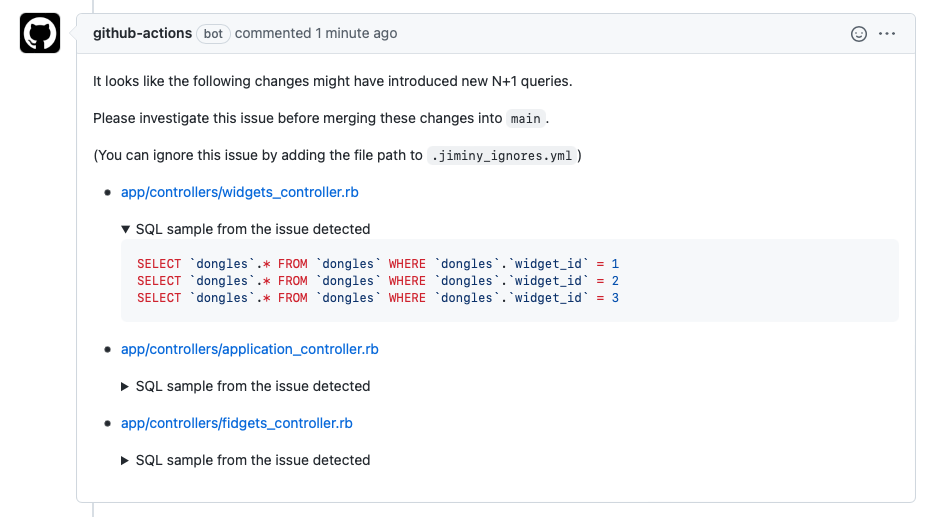 github-actions bot commented 1 minute ago
It looks like the following changes might have introduced new N+1 queries.
Please investigate this issue before merging these changes into main.
(You can ignore this issue by adding the file path to .jiminy_ignores.yml )
• app/controllers/widgets_controller.rb
▼ SQL sample from the issue detected
SELECT `dongles`.* FROM `dongles` WHERE `dongles`.`widget_id` = 1
SELECT `dongles`.* FROM `dongles` WHERE `dongles`.`widget_id` = 2
SELECT `dongles`.* FROM `dongles` WHERE `dongles`.`widget_id` = 3
• app/controllers/application_controller.rb
▶ SQL sample from the issue detected
• app/controllers/fidgets_controller.rb
▶ SQL sample from the issue detected